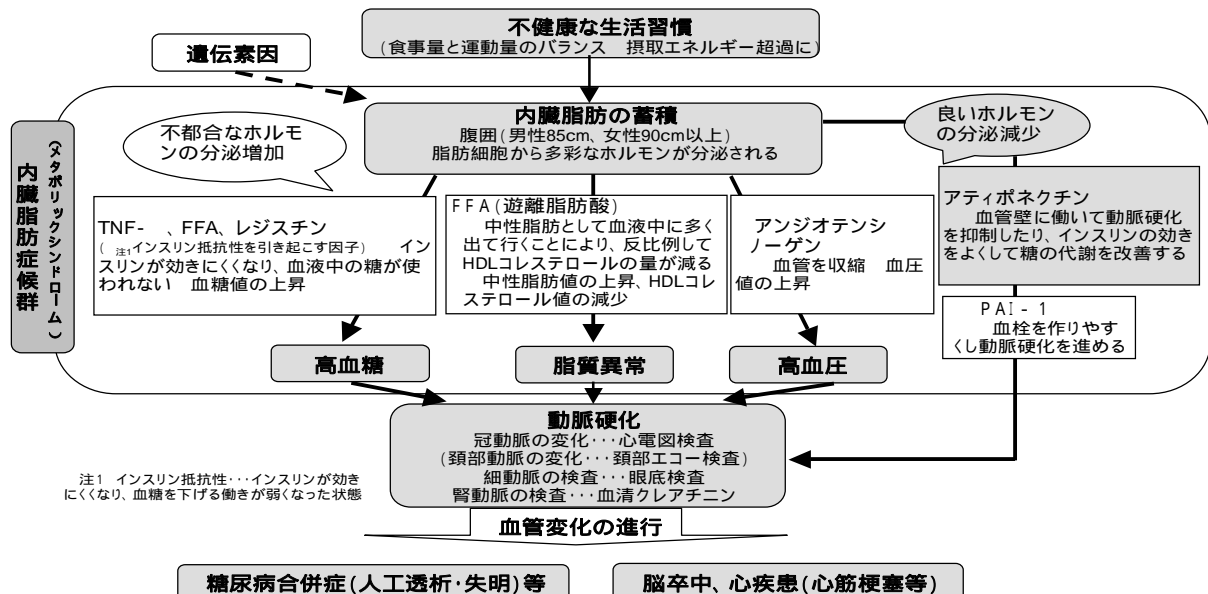 不健康な生活習慣
(食事量と運動量のバランス　摂取エネルギー超過に)
遺伝素因
内臓脂肪の蓄積
腹囲(男性85cm、女性90cm以上)
脂肪細胞から多彩なホルモンが分泌される
不都合なホルモ
ンの分泌増加
良いホルモン
の分泌減少
内臓脂肪症候群
(メタボリックシンドローム)
TNF-　、FFA、レジスチン
(　注1インスリン抵抗性を引き起こす因子)　イン
スリンが効きにくくなり、血液中の糖が使
われない　血糖値の上昇
FFA(遊離脂肪酸)
中性脂肪として血液中に多く
出て行くことにより、反比例して
HDLコレステロールの量が減る
中性脂肪値の上昇、HDLコレ
ステロール値の減少
アンジオテンシ
ノーゲン
血管を収縮　血圧
値の上昇
アティポネクチン
血管壁に働いて動脈硬化
を抑制したり、インスリンの効き
をよくして糖の代謝を改善する
PAI-1
血栓を作りやす
くし動脈硬化を進める
高血糖
脂質異常
高血圧
動脈硬化
冠動脈の変化･･･心電図検査
(頚部動脈の変化･･･頚部エコー検査)
細動脈の検査･･･眼底検査
腎動脈の検査･･･血清クレアチニン
注1　インスリン抵抗性･･･インスリンが効き
にくくなり、血糖を下げる働きが弱くなった状態
血管変化の進行
糖尿病合併症(人工透析･失明)等
脳卒中、心疾患(心筋梗塞等)